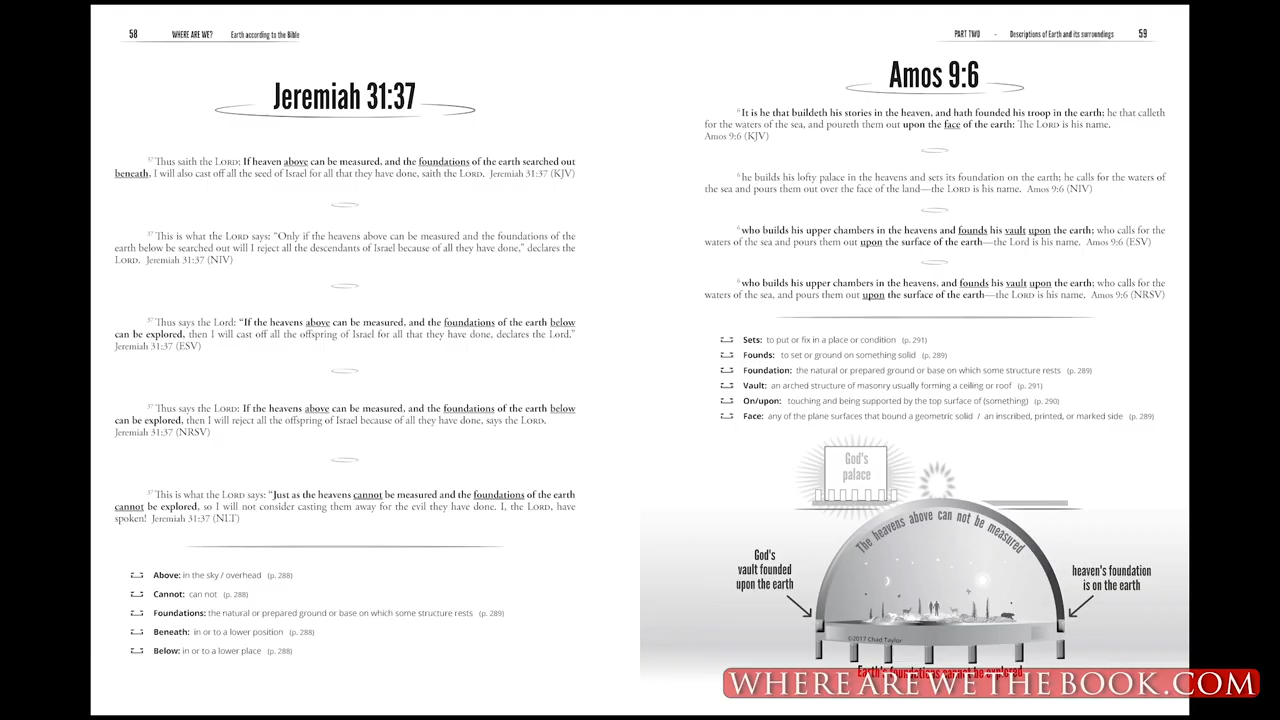 58 WHERE ARE WE? Earth according to the Bible
Jeremiah 31:37
37Thus saith the LORD; If heaven above can be measured, and the foundations of the earth searched out
beneath, I will also cast off all the seed of Israel for all that they have done, saith the LORD. Jeremiah 31:37 (KJV)
37This is what the LORD says: “Only if the heavens above can be measured and the foundations of the
earth below be searched out will I reject all the descendants of Israel because of all they have done,” declares the
LORD. Jeremiah 31:37 (NIV)
37Thus says the Lord: “If the heavens above can be measured, and the foundations of the earth below
can be explored, then I will cast off all the offspring of Israel for all that they have done, declares the Lord.”
Jeremiah 31:37 (ESV)
37Thus says the LORD: If the heavens above can be measured, and the foundations of the earth below
can be explored, then I will reject all the offspring of Israel because of all they have done, says the LORD.
Jeremiah 31:37 (NRSV)
37This is what the LORD says: “Just as the heavens cannot be measured and the foundations of the earth
cannot be explored, so I will not consider casting them away for the evil they have done. I, the LORD, have
spoken! Jeremiah 31:37 (NLT)
Above: in the sky / overhead (p. 288)
Cannot: can not (p. 288)
Foundations: the natural or prepared ground or base on which some structure rests (p. 289)
Beneath: in or to a lower position (p. 288)
Below: in or to a lower place (p. 288)
PART TWO - Descriptions of Earth and its surroundings 59
Amos 9:6
6It is he that buildeth his stories in the heaven, and hath founded his troop in the earth; he that calleth
for the waters of the sea, and poureth them out upon the face of the earth: The LORD is his name.
Amos 9:6 (KJV)
6he builds his lofty palace in the heavens and sets its foundation on the earth; he calls for the waters of
the sea and pours them out over the face of the land—the LORD is his name. Amos 9:6 (NIV)
6who builds his upper chambers in the heavens and founds his vault upon the earth; who calls for the
waters of the sea and pours them out upon the surface of the earth—the Lord is his name. Amos 9:6 (ESV)
6who builds his upper chambers in the heavens, and founds his vault upon the earth; who calls for the
waters of the sea, and pours them out upon the surface of the earth—the LORD is his name. Amos 9:6 (NRSV)
Sets: to put or fix in a place or condition (p. 291)
Founds: to set or ground on something solid (p. 289)
Foundation: the natural or prepared ground or base on which some structure rests (p. 289)
Vault: an arched structure of masonry usually forming a ceiling or roof (p. 291)
On/upon: touching and being supported by the top surface of (something) (p. 290)
Face: any of the plane surfaces that bound a geometric solid / an inscribed, printed, or marked side (p. 289)
God's
palace
The heavens above can not be measured
God's
vault founded
upon the earth
heaven's foundation
is on the earth
©2017 Chad Taylor
Earth's foundations cannot be explored
WHEREAREWETHEBOOK.COM